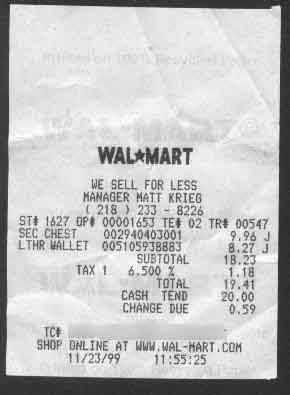 WAL★MART
WE SELL FOR LESS
MANAGER MATT KRIEG
( 218 ) 233 - 8226
ST# 1627 OP# 00001653 TE# 02 TR# 00547
SEC CHEST 002940403001 9.96 J
LTHR WALLET 005105938883 8.27 J
SUBTOTAL 18.23
TAX 1 6.500 % 1.18
TOTAL 19.41
CASH TEND 20.00
CHANGE DUE 0.59
TC#
SHOP ONLINE AT WWW.WAL-MART.COM
11/23/99 11:55:25